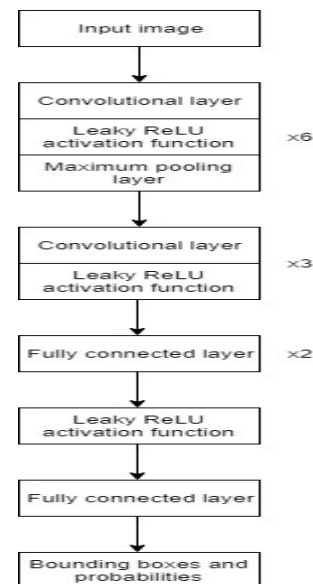 Input image
Convolutional layer
Leaky ReLU
activation function
x6
Maximum pooling
layer
Convolutional layer
x3
Leaky ReLU
activation function
Fully connected layer
x2
Leaky ReLU
activation function
Fully connected layer
Bounding boxes and
probabilities